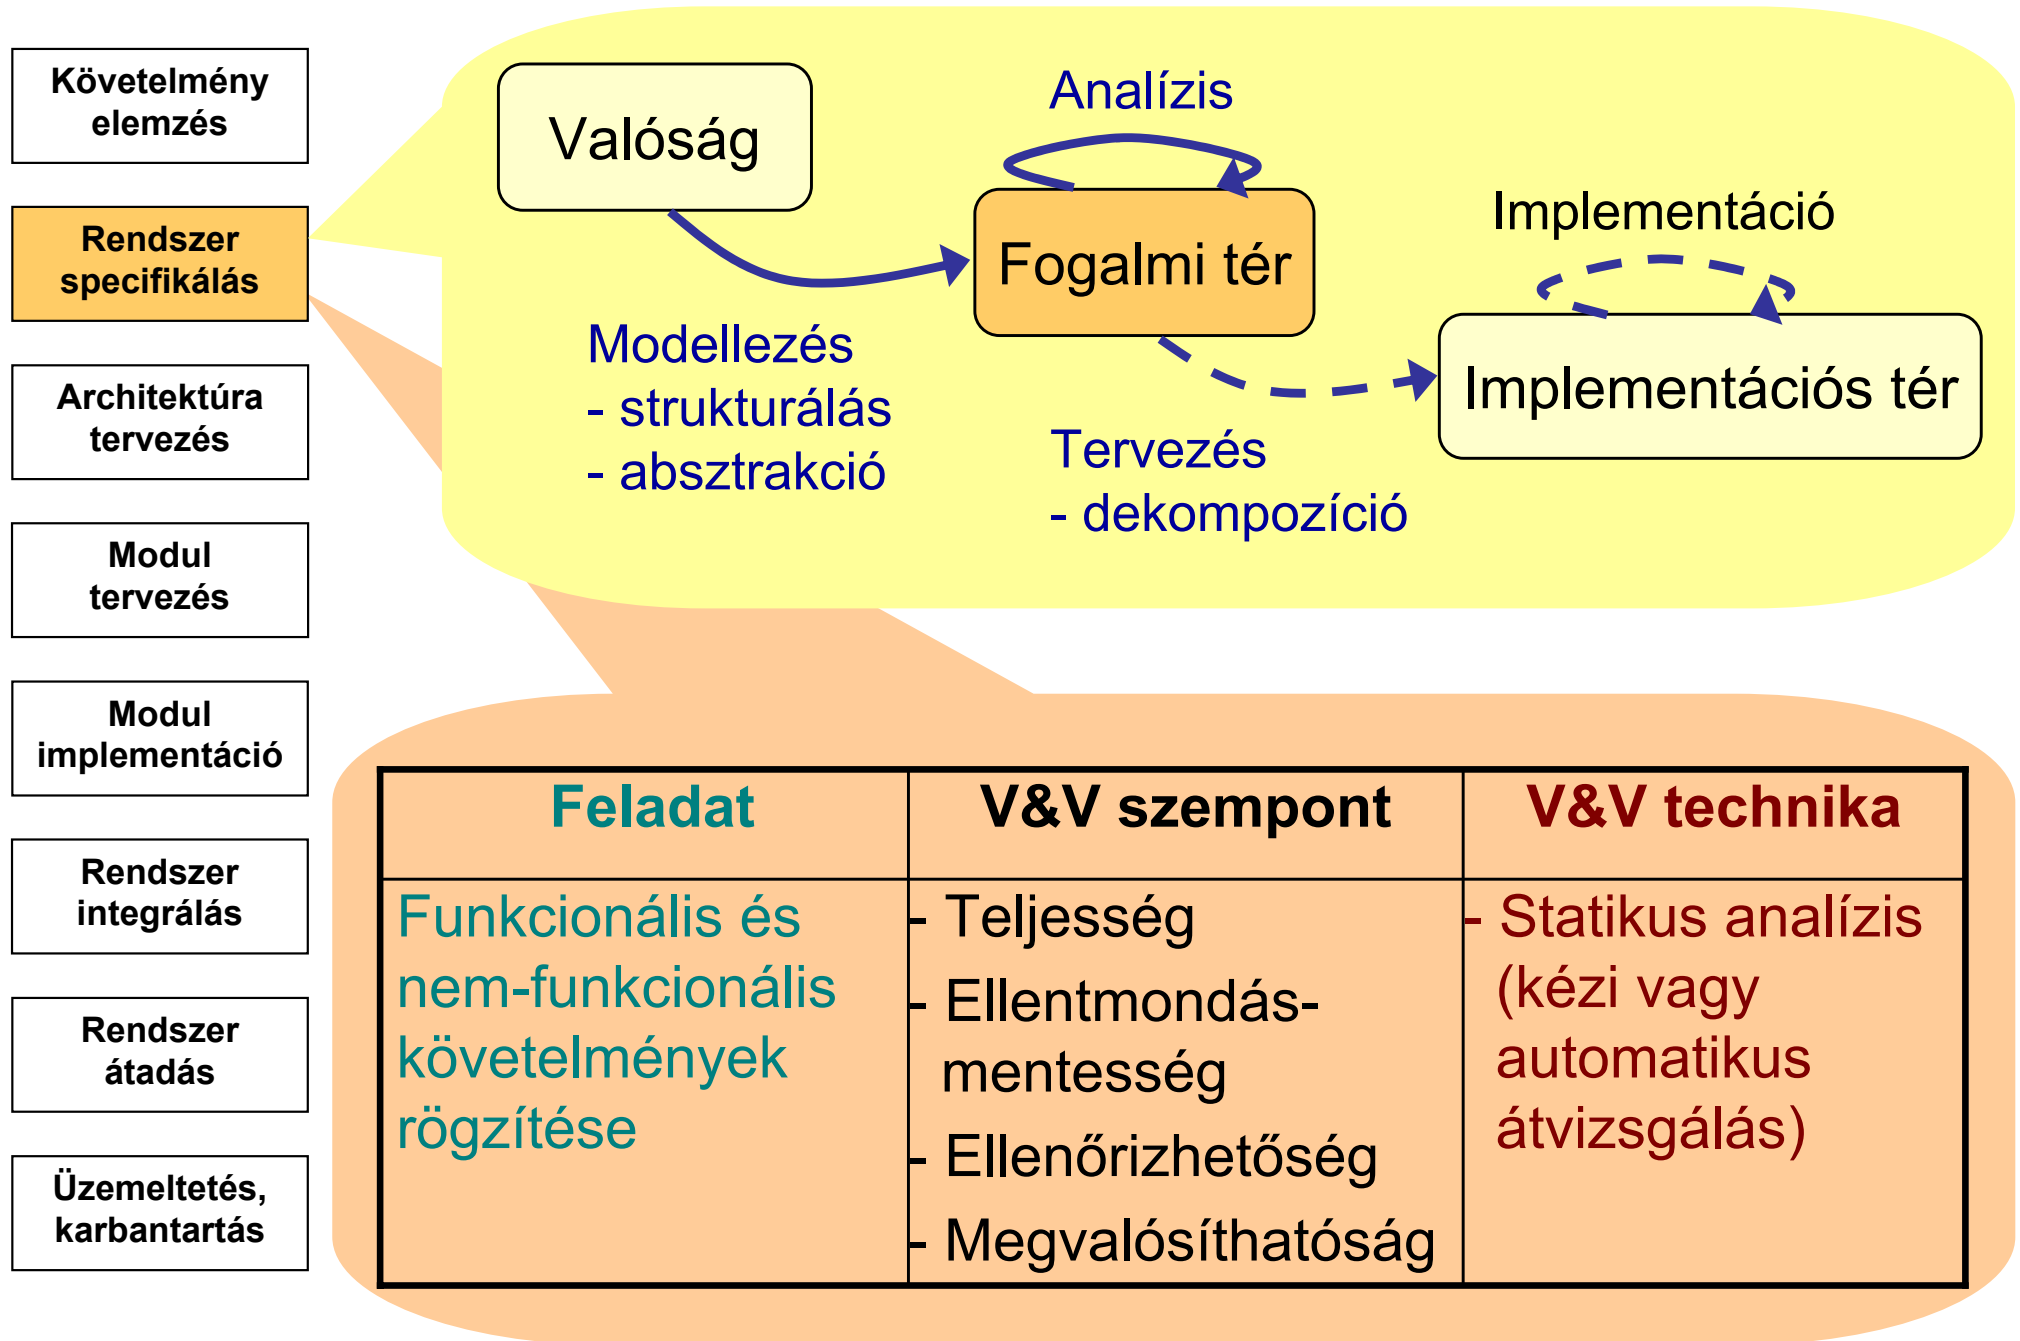 Követelmény
elemzés
Rendszer
specifikálás
Architektúra
tervezés
Modul
tervezés
Modul
implementáció
Rendszer
integrálás
Rendszer
átadás
Üzemeltetés,
karbantartás
Valóság
Analízis
Fogalmi tér
Implementáció
Implementációs tér
Modellezés
- strukturálás
- absztrakció
Tervezés
- dekompozíció
Feladat
V&V szempont
V&V technika
Funkcionális és
nem-funkcionális
követelmények
rögzítése
- Teljesség
- Ellentmondás-
mentesség
- Ellenőrizhetőség
- Megvalósíthatóság
- Statikus analízis
(kézi vagy
automatikus
átvizsgálás)